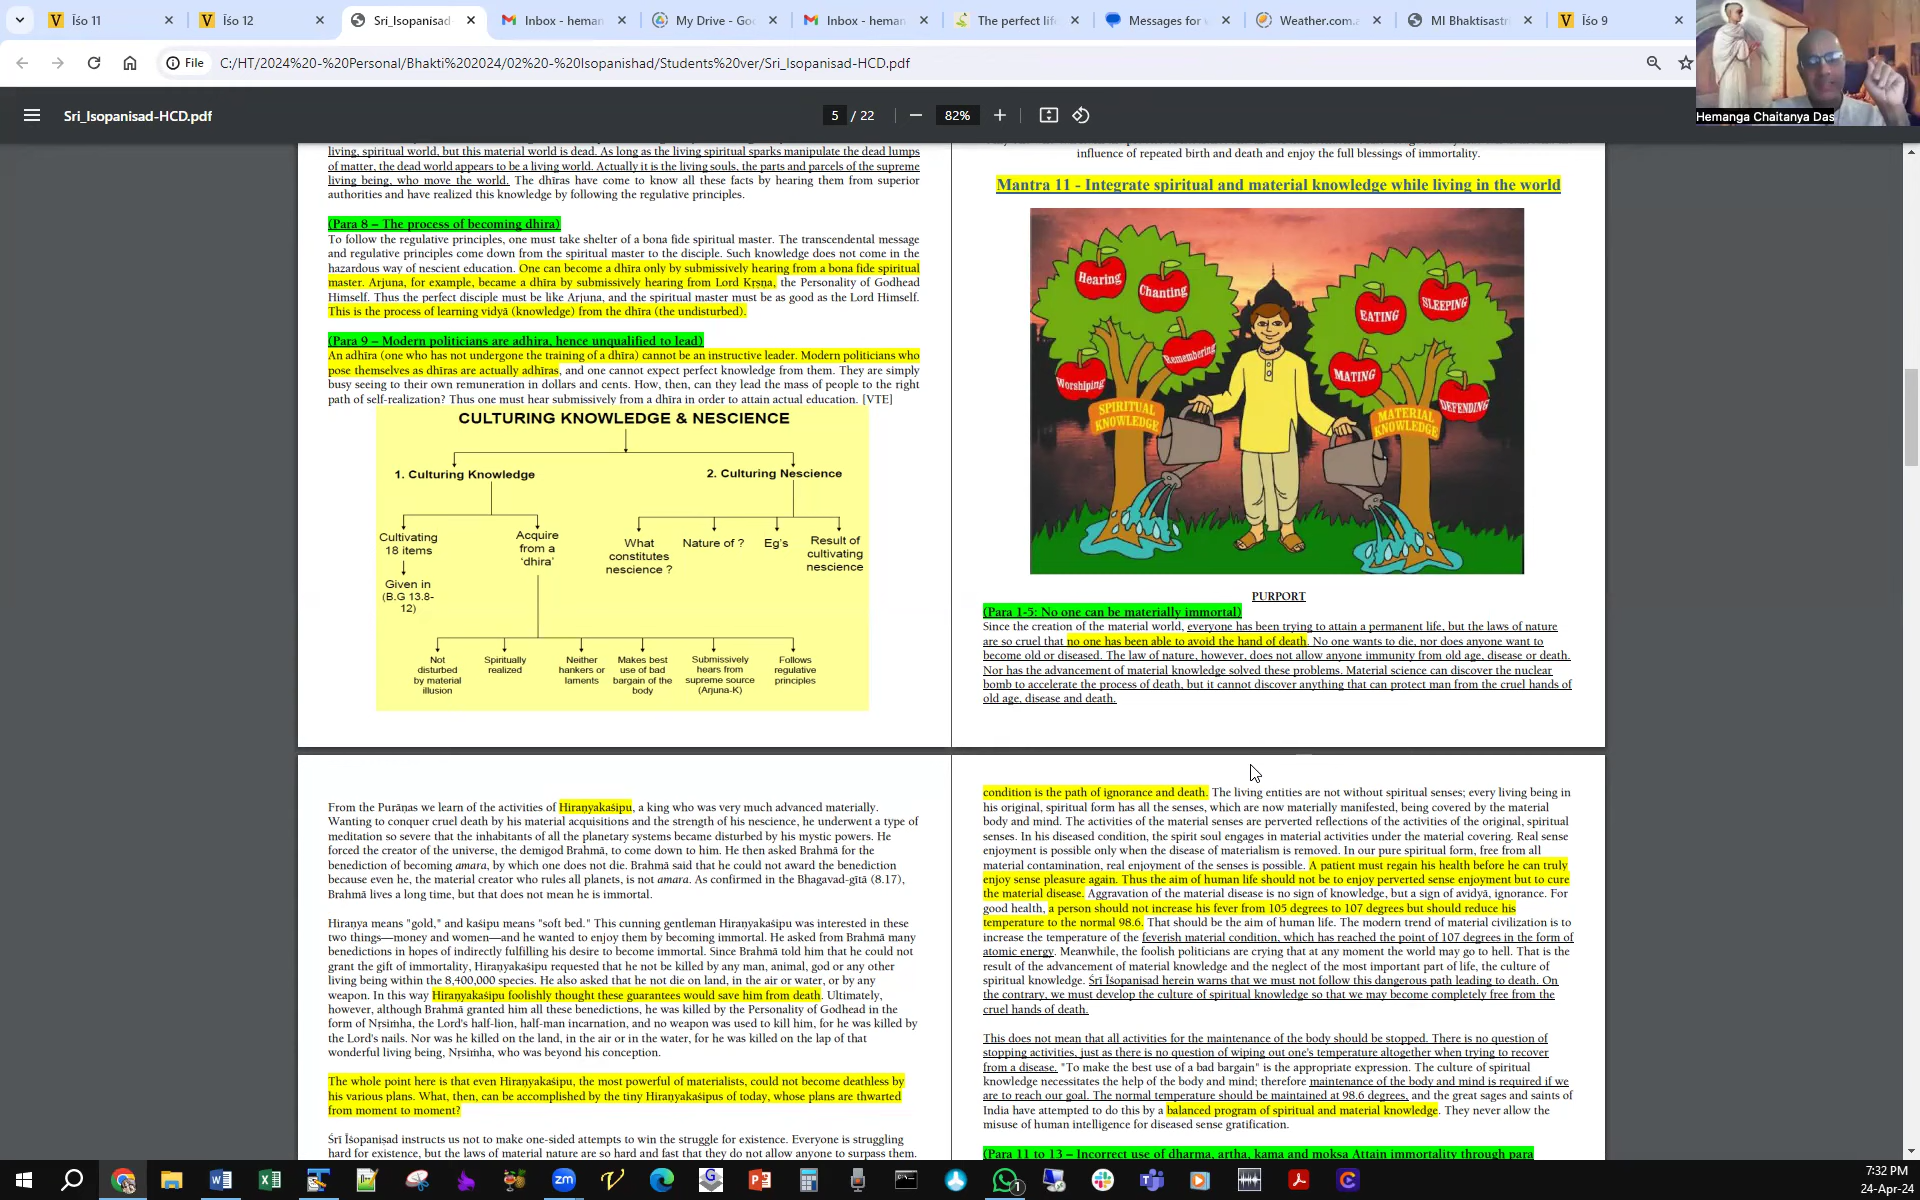 Īśo 11
Īśo 12
Sri_Isopanisad-
Inbox - heman
My Drive - Goo
Inbox - heman
The perfect life
Messages for
Weather.com.
MI Bhaktisastr
Īśo 9
File
C:/HT/2024%20-%20Personal/Bhakti%202024/02%20-%20Isopanishad/Students%20ver/Sri_Isopanisad-HCD.pdf
Hemanga Chaitanya Das
Sri_Isopanisad-HCD.pdf
5 / 22
82%
living, spiritual world, but this material world is dead. As long as the living spiritual sparks manipulate the dead lumps
of matter, the dead world appears to be a living world. Actually it is the living souls, the parts and parcels of the supreme
living being, who move the world. The dhīras have come to know all these facts by hearing them from superior
authorities and have realized this knowledge by following the regulative principles.
(Para 8 – The process of becoming dhira)
To follow the regulative principles, one must take shelter of a bona fide spiritual master. The transcendental message
and regulative principles come down from the spiritual master to the disciple. Such knowledge does not come in the
hazardous way of nescient education. One can become a dhīra only by submissively hearing from a bona fide spiritual
master. Arjuna, for example, became a dhīra by submissively hearing from Lord Kṛṣṇa, the Personality of Godhead
Himself. Thus the perfect disciple must be like Arjuna, and the spiritual master must be as good as the Lord Himself.
This is the process of learning vidyā (knowledge) from the dhīra (the undisturbed).
(Para 9 – Modern politicians are adhira, hence unqualified to lead)
An adhīra (one who has not undergone the training of a dhīra) cannot be an instructive leader. Modern politicians who
pose themselves as dhīras are actually adhīras, and one cannot expect perfect knowledge from them. They are simply
busy seeing to their own remuneration in dollars and cents. How, then, can they lead the mass of people to the right
path of self-realization? Thus one must hear submissively from a dhīra in order to attain actual education. [VTE]
CULTURING KNOWLEDGE & NESCIENCE
1. Culturing Knowledge
2. Culturing Nescience
Cultivating
18 items
Given in
(B.G 13.8-
12)
Acquire
from a
'dhira'
What
constitutes
nescience ?
Nature of ?
Eg's
Result of
cultivating
nescience
Not
disturbed
by material
illusion
Spiritually
realized
Neither
hankers or
laments
Makes best
use of bad
bargain of the
body
Submissively
hears from
supreme source
(Arjuna-K)
Follows
regulative
principles
influence of repeated birth and death and enjoy the full blessings of immortality.
Mantra 11 - Integrate spiritual and material knowledge while living in the world
Hearing
Chanting
Remembering
Worshiping
SPIRITUAL
KNOWLEDGE
EATING
SLEEPING
MATING
DEFENDING
MATERIAL
KNOWLEDGE
PURPORT
(Para 1-5: No one can be materially immortal)
Since the creation of the material world, everyone has been trying to attain a permanent life, but the laws of nature
are so cruel that no one has been able to avoid the hand of death. No one wants to die, nor does anyone want to
become old or diseased. The law of nature, however, does not allow anyone immunity from old age, disease or death.
Nor has the advancement of material knowledge solved these problems. Material science can discover the nuclear
bomb to accelerate the process of death, but it cannot discover anything that can protect man from the cruel hands of
old age, disease and death.
From the Purāṇas we learn of the activities of Hiraṇyakaśipu, a king who was very much advanced materially.
Wanting to conquer cruel death by his material acquisitions and the strength of his nescience, he underwent a type of
meditation so severe that the inhabitants of all the planetary systems became disturbed by his mystic powers. He
forced the creator of the universe, the demigod Brahmā, to come down to him. He then asked Brahmā for the
benediction of becoming amara, by which one does not die. Brahmā said that he could not award the benediction
because even he, the material creator who rules all planets, is not amara. As confirmed in the Bhagavad-gītā (8.17),
Brahmā lives a long time, but that does not mean he is immortal.
Hiraṇya means "gold," and kaśipu means "soft bed." This cunning gentleman Hiraṇyakaśipu was interested in these
two things—money and women—and he wanted to enjoy them by becoming immortal. He asked from Brahmā many
benedictions in hopes of indirectly fulfilling his desire to become immortal. Since Brahmā told him that he could not
grant the gift of immortality, Hiraṇyakaśipu requested that he not be killed by any man, animal, god or any other
living being within the 8,400,000 species. He also asked that he not die on land, in the air or water, or by any
weapon. In this way Hiraṇyakaśipu foolishly thought these guarantees would save him from death. Ultimately,
however, although Brahmā granted him all these benedictions, he was killed by the Personality of Godhead in the
form of Nṛsiṁha, the Lord's half-lion, half-man incarnation, and no weapon was used to kill him, for he was killed by
the Lord's nails. Nor was he killed on the land, in the air or in the water, for he was killed on the lap of that
wonderful living being, Nṛsiṁha, who was beyond his conception.
The whole point here is that even Hiraṇyakaśipu, the most powerful of materialists, could not become deathless by
his various plans. What, then, can be accomplished by the tiny Hiraṇyakaśipus of today, whose plans are thwarted
from moment to moment?
Śrī Īśopaniṣad instructs us not to make one-sided attempts to win the struggle for existence. Everyone is struggling
hard for existence, but the laws of material nature are so hard and fast that they do not allow anyone to surpass them.
condition is the path of ignorance and death. The living entities are not without spiritual senses; every living being in
his original, spiritual form has all the senses, which are now materially manifested, being covered by the material
body and mind. The activities of the material senses are perverted reflections of the activities of the original, spiritual
senses. In his diseased condition, the spirit soul engages in material activities under the material covering. Real sense
enjoyment is possible only when the disease of materialism is removed. In our pure spiritual form, free from all
material contamination, real enjoyment of the senses is possible. A patient must regain his health before he can truly
enjoy sense pleasure again. Thus the aim of human life should not be to enjoy perverted sense enjoyment but to cure
the material disease. Aggravation of the material disease is no sign of knowledge, but a sign of avidyā, ignorance. For
good health, a person should not increase his fever from 105 degrees to 107 degrees but should reduce his
temperature to the normal 98.6. That should be the aim of human life. The modern trend of material civilization is to
increase the temperature of the feverish material condition, which has reached the point of 107 degrees in the form of
atomic energy. Meanwhile, the foolish politicians are crying that at any moment the world may go to hell. That is the
result of the advancement of material knowledge and the neglect of the most important part of life, the culture of
spiritual knowledge. Śrī Īśopaniṣad herein warns that we must not follow this dangerous path leading to death. On
the contrary, we must develop the culture of spiritual knowledge so that we may become completely free from the
cruel hands of death.
This does not mean that all activities for the maintenance of the body should be stopped. There is no question of
stopping activities, just as there is no question of wiping out one's temperature altogether when trying to recover
from a disease. "To make the best use of a bad bargain" is the appropriate expression. The culture of spiritual
knowledge necessitates the help of the body and mind; therefore maintenance of the body and mind is required if we
are to reach our goal. The normal temperature should be maintained at 98.6 degrees, and the great sages and saints of
India have attempted to do this by a balanced program of spiritual and material knowledge. They never allow the
misuse of human intelligence for diseased sense gratification.
(Para 11 to 13 – Incorrect use of dharma, artha, kama and moksa Attain immortality through para
7:32 PM
24-Apr-24